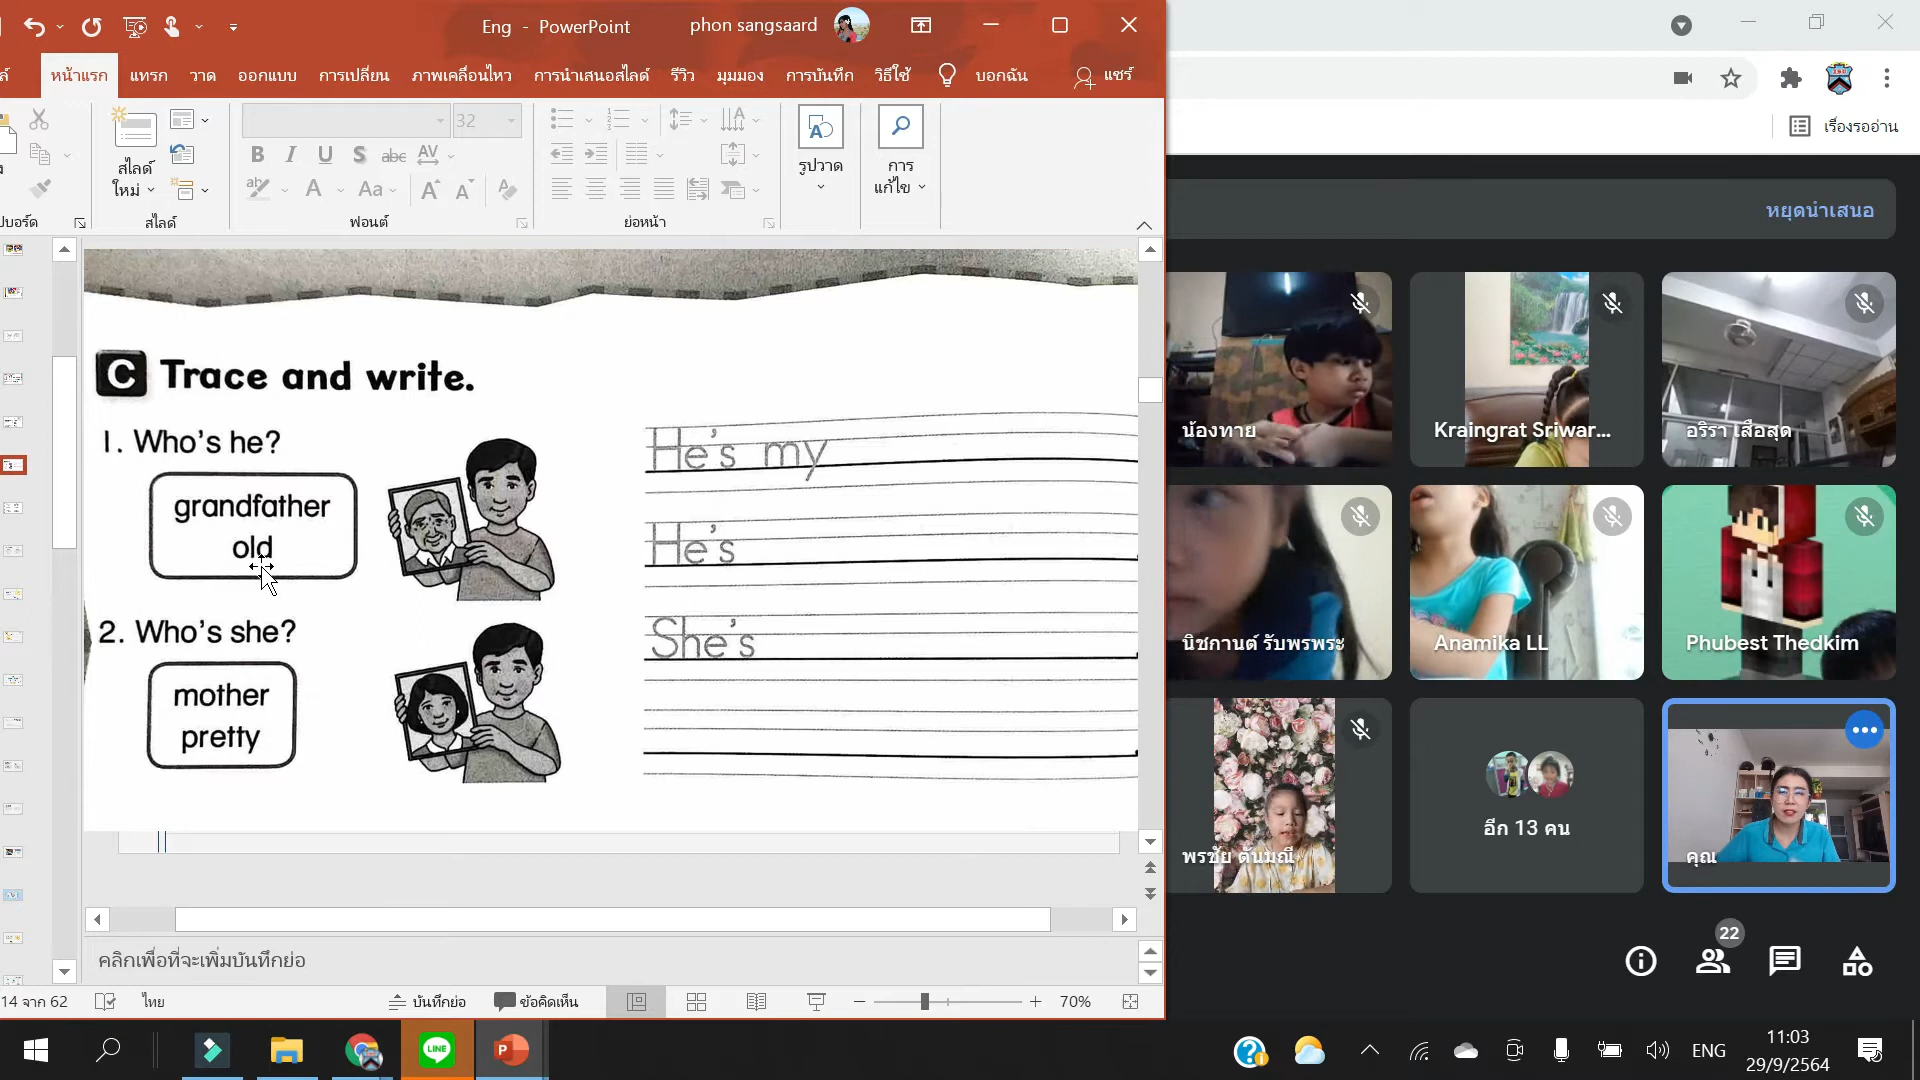 Eng - PowerPoint
phon sangsaard
หน้าแรก
แทรก
วาด
ออกแบบ
การเปลี่ยน
ภาพเคลื่อนไหว
การนำเสนอสไลด์
รีวิว
มุมมอง
การบันทึก
วิธีใช้
บอกฉัน
แชร์
สไลด์
ใหม่
32
B I U S abc AV
A Aa A A
รูปวาด
การ
แก้ไข
สไลด์
ฟอนต์
ย่อหน้า
C Trace and write.
1. Who's he?
grandfather
old
He's my
He's
2. Who's she?
mother
pretty
She's
คลิกเพื่อที่จะเพิ่มบันทึกย่อ
14 จาก 62
ไทย
บันทึกย่อ
ข้อคิดเห็น
70%
เรื่องรออ่าน
หยุดนำเสนอ
น้องทาย
Kraingrat Sriwar...
อริรา เสือสุด
นิชกานต์ รับพรพระ
Anamika LL
Phubest Thedkim
พรชัย ตันมณี
อีก 13 คน
คุณ
22
LINE
ENG
11:03
29/9/2564